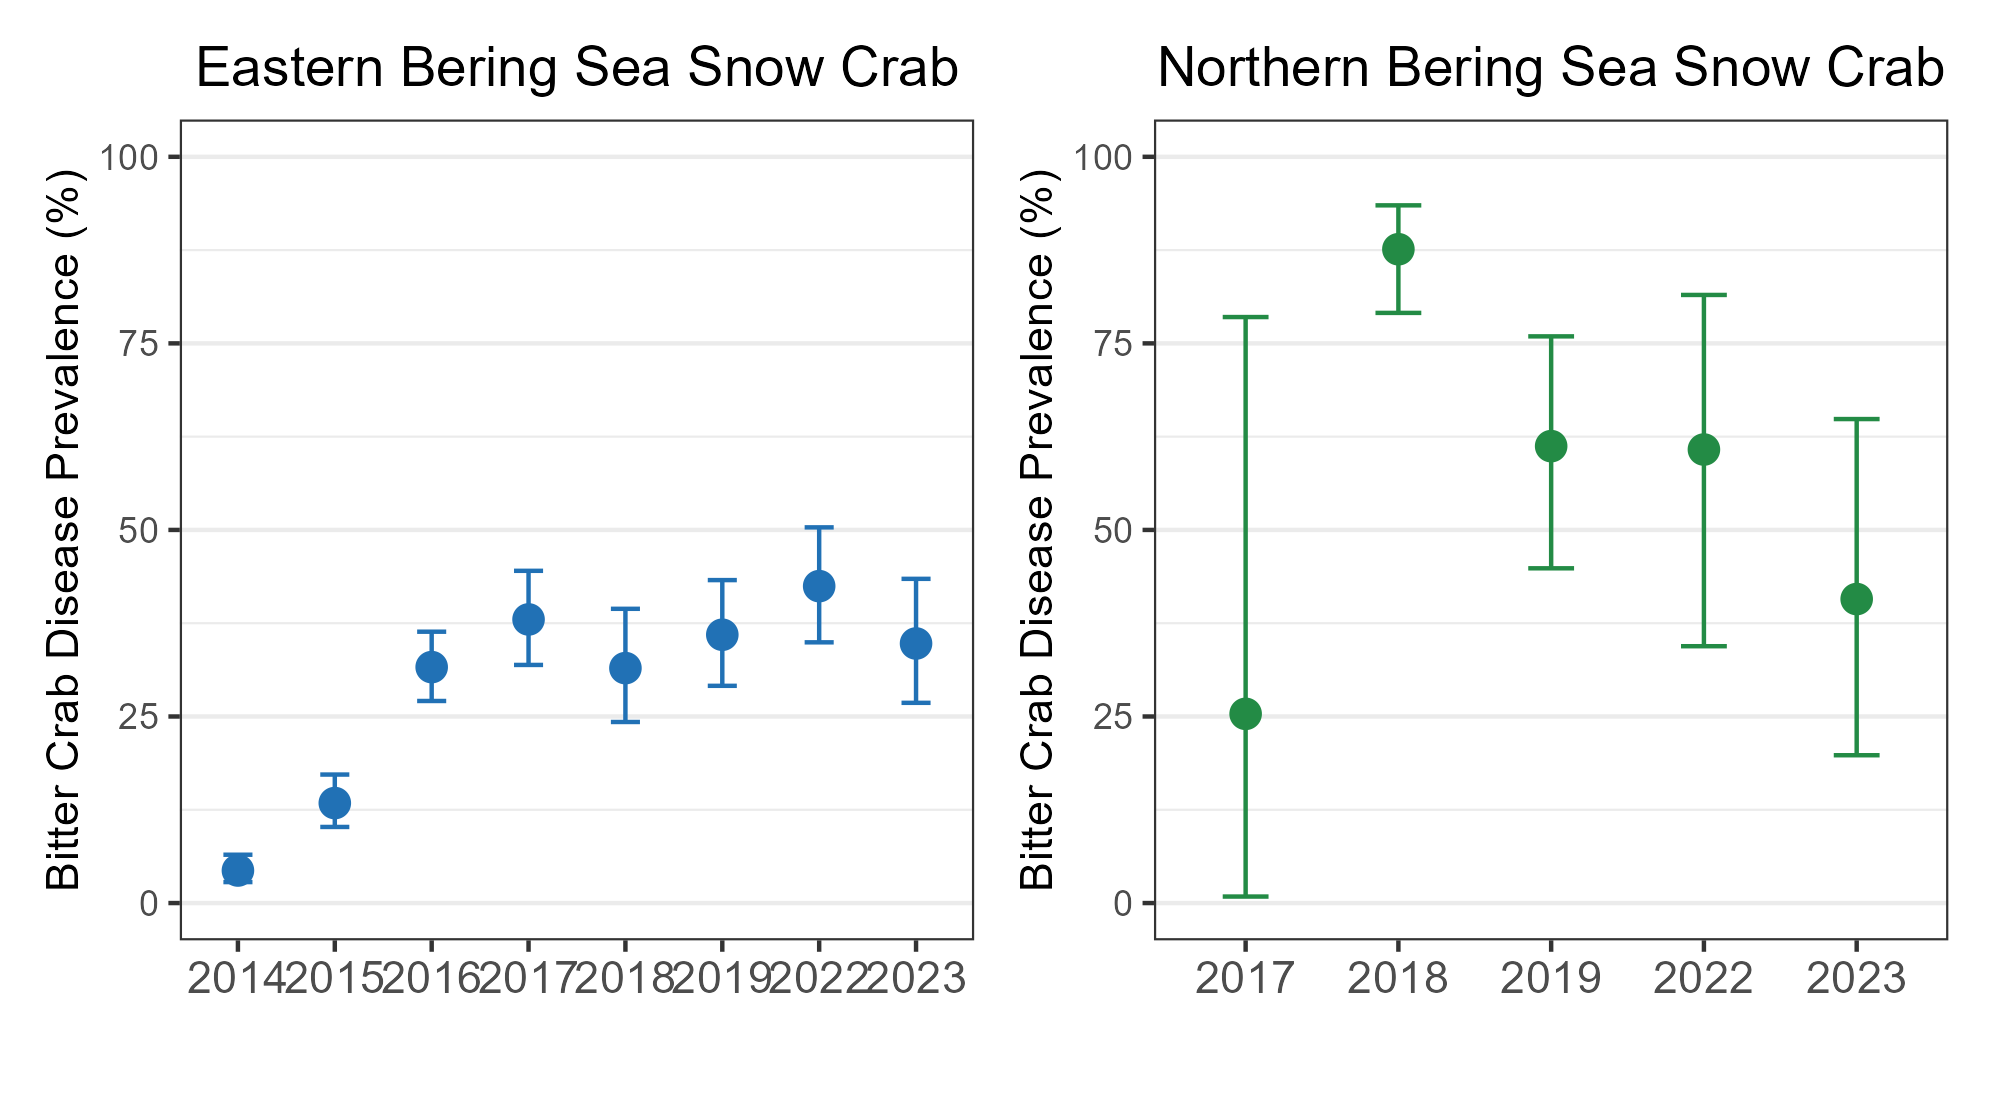 Eastern Bering Sea Snow Crab
Bitter Crab Disease Prevalence (%)
100
75
50
25
0
2014 2015 2016 2017 2018 2019 2022 2023
Northern Bering Sea Snow Crab
Bitter Crab Disease Prevalence (%)
100
75
50
25
0
2017 2018 2019 2022 2023